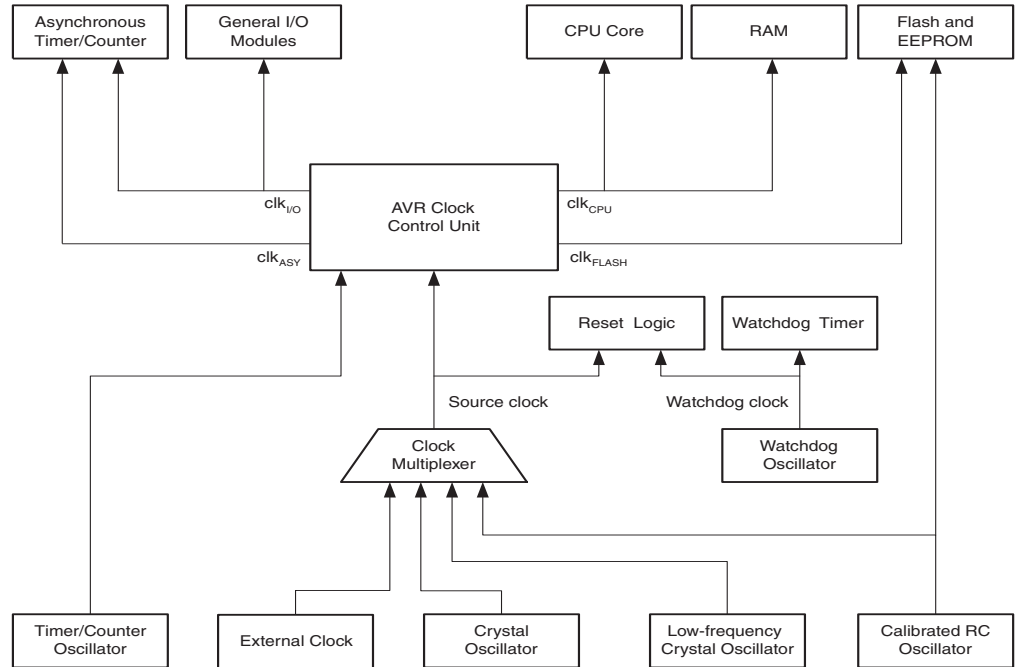 Asynchronous
Timer/Counter
General I/O
Modules
CPU Core
RAM
Flash and
EEPROM
clkI/O
AVR Clock
Control Unit
clkCPU
clkASY
clkFLASH
Reset Logic
Watchdog Timer
Source clock
Watchdog clock
Clock
Multiplexer
Watchdog
Oscillator
Timer/Counter
Oscillator
External Clock
Crystal
Oscillator
Low-frequency
Crystal Oscillator
Calibrated RC
Oscillator